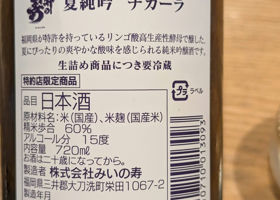 夏純吟 チカーラ
福岡県が特許を持っているリンゴ酸高生産性酵母で醸した、
夏にぴったりの爽やかな酸味を感じられる純米吟醸酒です。
生詰め商品につき要冷蔵
特約店限定商品
プラ
ラベル
品目日本酒
原材料名：米（国産）、米麹（国産米）
精米歩合 60%
アルコール分 15度
内容量 720ml
お酒は二十歳になってから。
製造者 株式会社みいの寿
福岡県三井郡大刀洗町栄田1067-2
製造年月